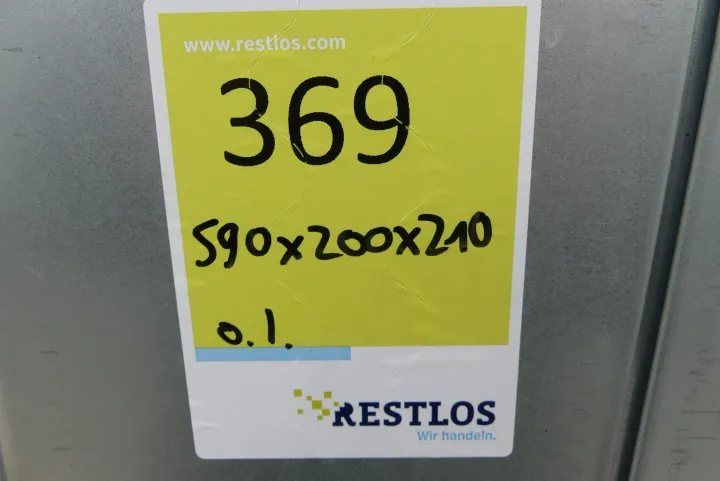 www.restlos.com
369
590x200x210
o.l.
RESTLOS
Wir handeln.